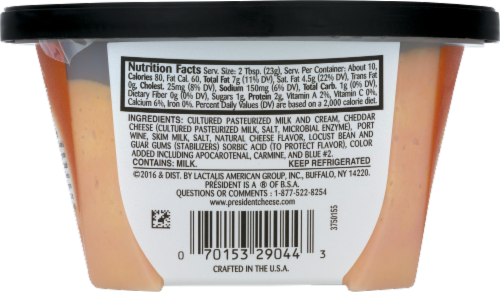 Nutrition Facts Serv. Size: 2 Tbsp. (23g), Serv. Per Container: About 10,
Calories 80, Fat Cal. 60, Total Fat 7g (11% DV), Sat. Fat 4.5g (22% DV), Trans Fat
0g, Cholest. 25mg (8% DV), Sodium 150mg (6% DV), Total Carb. 1g (0% DV),
Dietary Fiber 0g (0% DV), Sugars 1g, Protein 2g, Vitamin A 2%, Vitamin C 0%,
Calcium 6%, Iron 0%. Percent Daily Values (DV) are based on a 2,000 calorie diet.
INGREDIENTS: CULTURED PASTEURIZED MILK AND CREAM, CHEDDAR
CHEESE (CULTURED PASTEURIZED MILK, SALT, MICROBIAL ENZYME), PORT
WINE, SKIM MILK, SALT, NATURAL CHEESE FLAVOR, LOCUST BEAN AND
GUAR GUMS (STABILIZERS) SORBIC ACID (TO PROTECT FLAVOR), COLOR
ADDED INCLUDING APOCAROTENAL, CARMINE, AND BLUE #2.
CONTAINS: MILK. KEEP REFRIGERATED
©2016 & DIST. BY LACTALIS AMERICAN GROUP, INC., BUFFALO, NY 14220.
PRÉSIDENT IS A ® OF B.S.A.
QUESTIONS OR COMMENTS : 1-877-522-8254
www.presidentcheese.com
3750155
0 70153 29044 3
CRAFTED IN THE U.S.A.